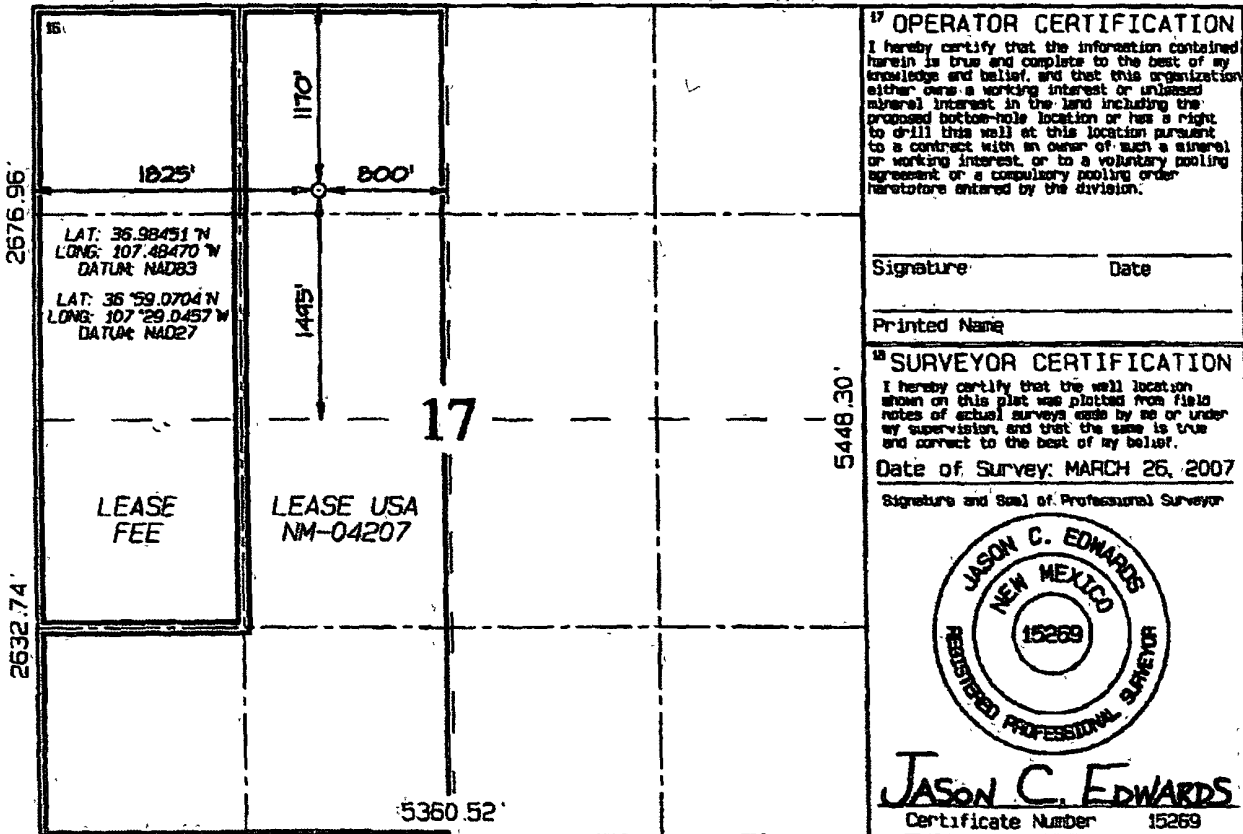 16
1170'
1825'
800'
2676.96'
LAT: 36.98451 °N
LONG: 107.48470 °W
DATUM: NAD83
LAT: 36 °59.0704' N
LONG: 107 °29.0457' W
DATUM: NAD27
1495'
17
5448.30'
LEASE
FEE
LEASE USA
NM-04207
2632.74'
5360.52'
17 OPERATOR CERTIFICATION
I hereby certify that the information contained
herein is true and complete to the best of my
knowledge and belief, and that this organization
either owns a working interest or unleased
mineral interest in the land including the
proposed bottom-hole location or has a right
to drill this well at this location pursuant
to a contract with an owner of such a mineral
or working interest, or to a voluntary pooling
agreement or a compulsory pooling order
heretofore entered by the division.
Signature Date
Printed Name
18 SURVEYOR CERTIFICATION
I hereby certify that the well location
shown on this plat was plotted from field
notes of actual surveys made by me or under
my supervision, and that the same is true
and correct to the best of my belief.
Date of Survey: MARCH 26, 2007
Signature and Seal of Professional Surveyor
JASON C. EDWARDS
NEW MEXICO
15269
REGISTERED PROFESSIONAL SURVEYOR
JASON C. EDWARDS
Certificate Number 15269